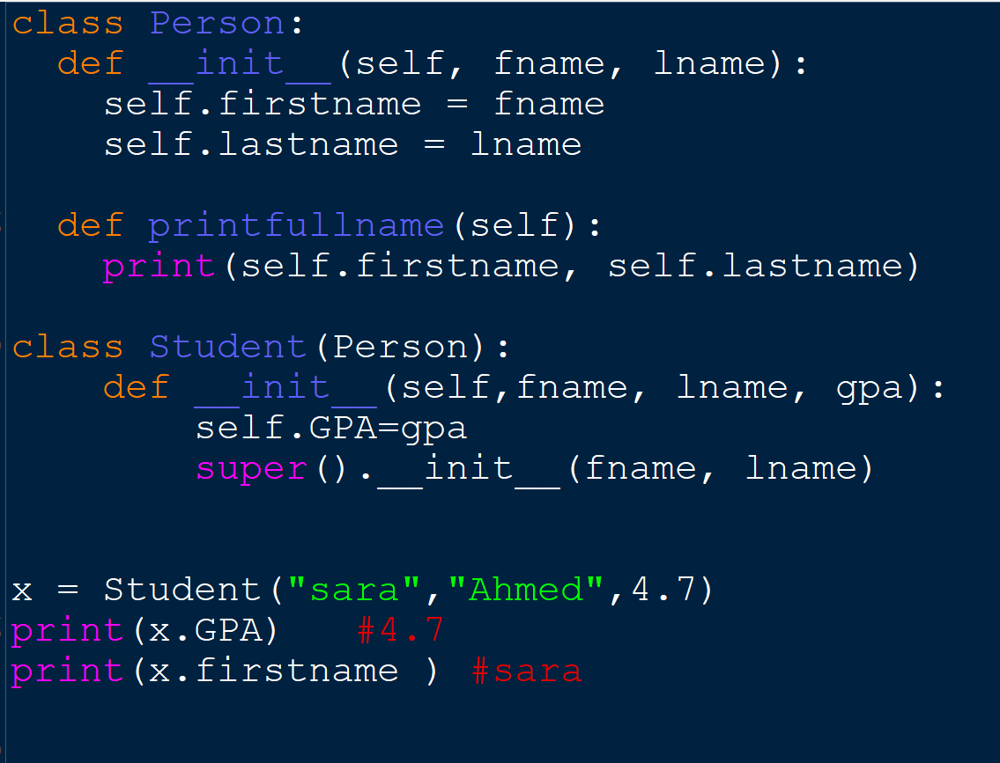 class Person:
  def __init__(self, fname, lname):
    self.firstname = fname
    self.lastname = lname

  def printfullname(self):
    print(self.firstname, self.lastname)

class Student(Person):
    def __init__(self,fname, lname, gpa):
        self.GPA=gpa
        super().__init__(fname, lname)

x = Student("sara","Ahmed",4.7)
print(x.GPA)   #4.7
print(x.firstname ) #sara